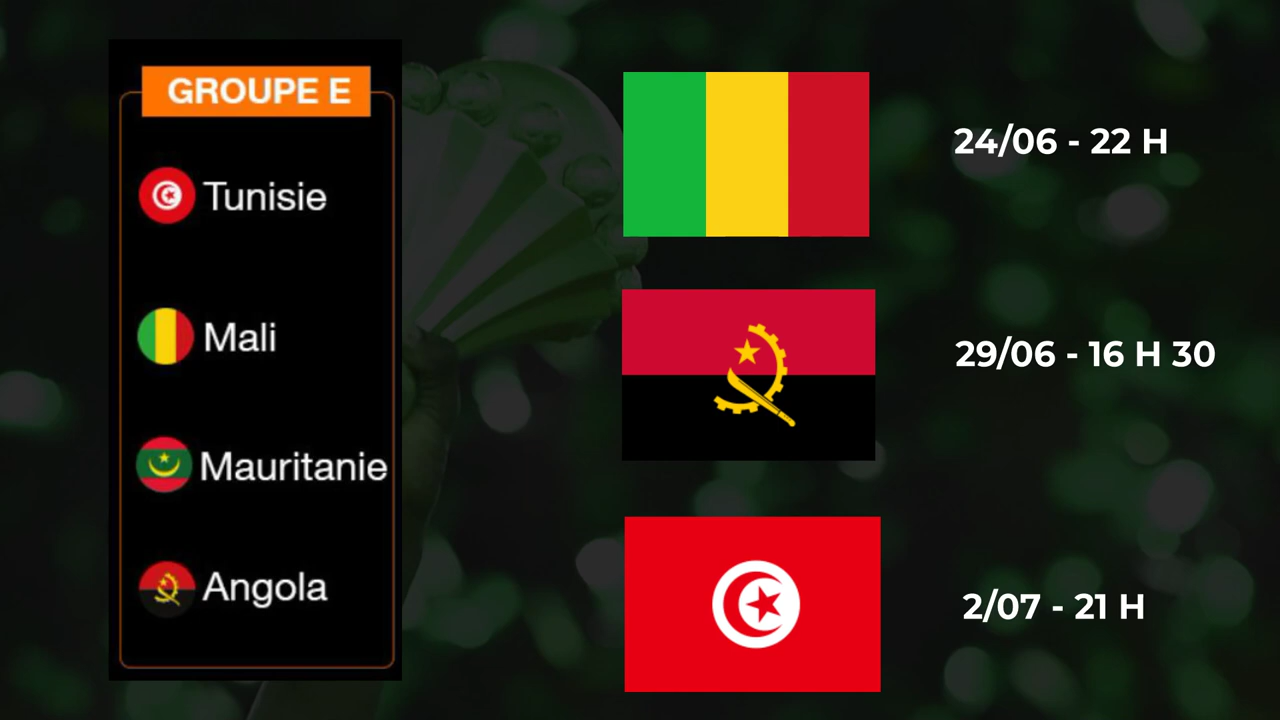 GROUPE E
Tunisie
Mali
Mauritanie
Angola
24/06 - 22 H
29/06 - 16 H 30
2/07 - 21 H